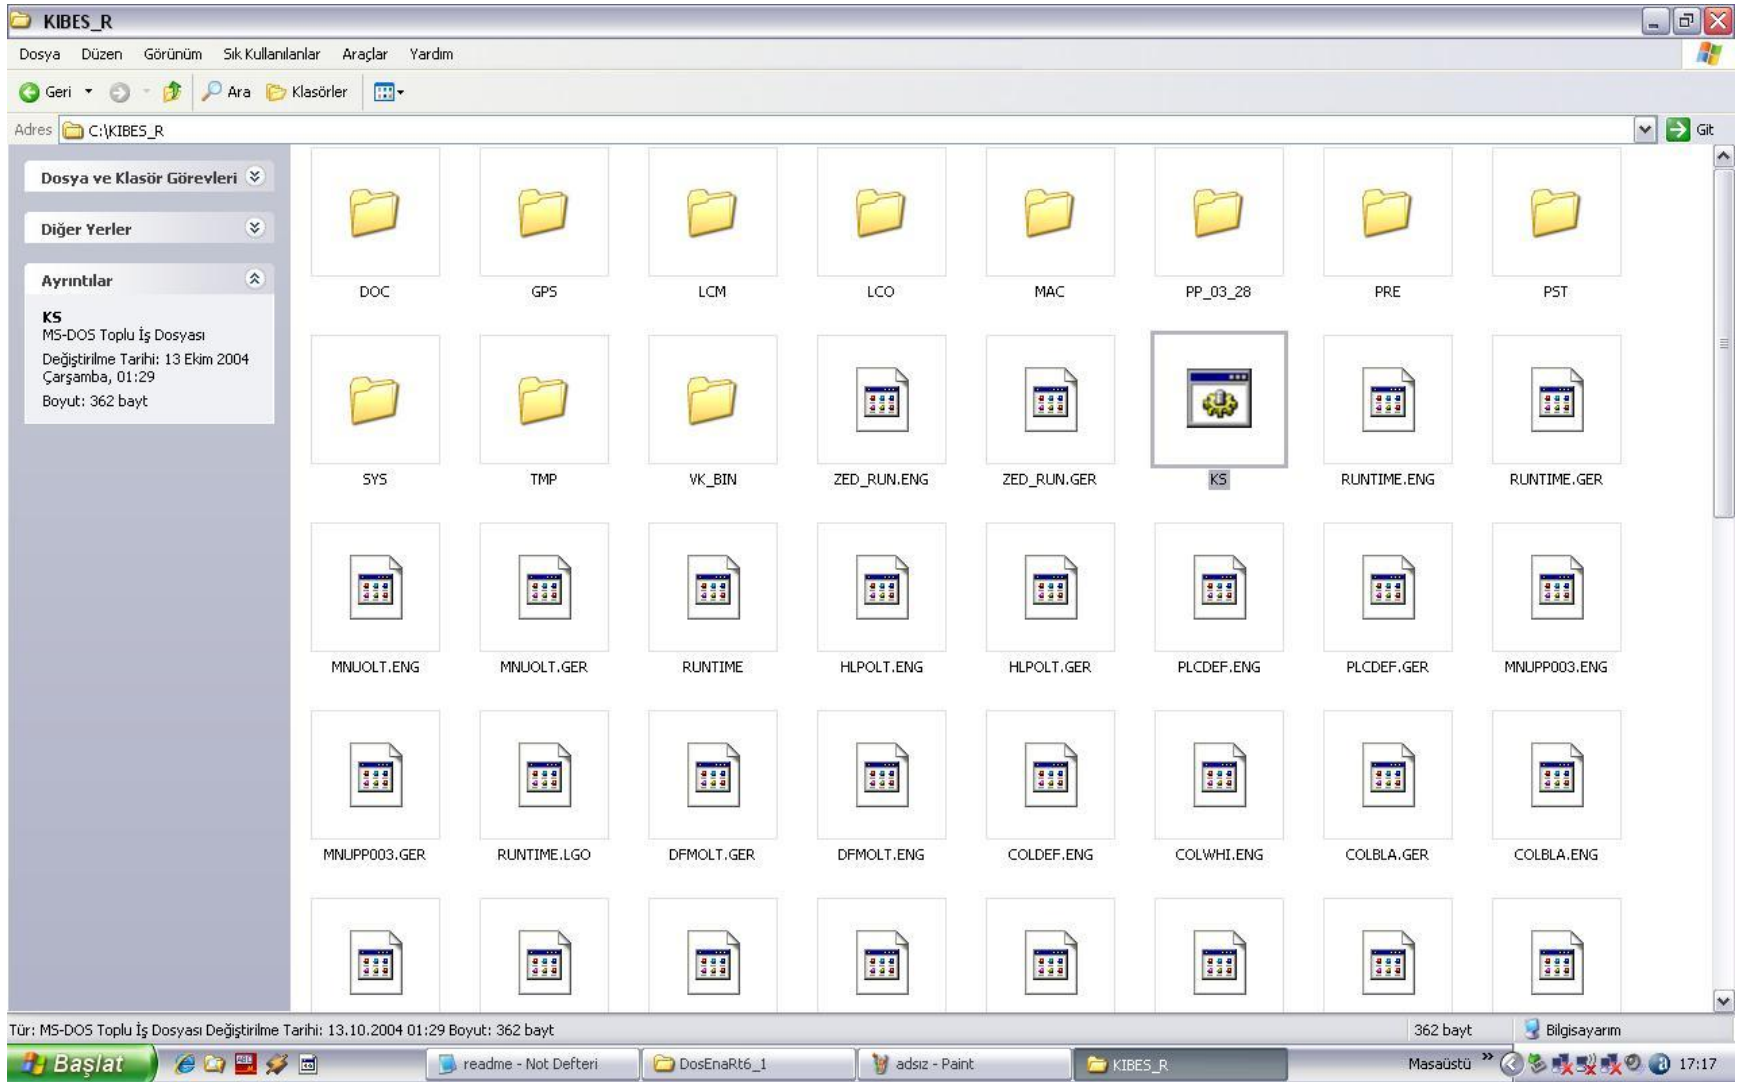 KIBES_R
Dosya Düzen Görünüm Sık Kullanılanlar Araçlar Yardım
Geri Ara Klasörler
Adres C:\KIBES_R Git
Dosya ve Klasör Görevleri
Diğer Yerler
Ayrıntılar
KS
MS-DOS Toplu İş Dosyası
Değiştirilme Tarihi: 13 Ekim 2004
Çarşamba, 01:29
Boyut: 362 bayt
DOC GPS LCM LCO MAC PP_03_28 PRE PST
SYS TMP VK_BIN ZED_RUN.ENG ZED_RUN.GER KS RUNTIME.ENG RUNTIME.GER
MNUOLT.ENG MNUOLT.GER RUNTIME HLPOLT.ENG HLPOLT.GER PLCDEF.ENG PLCDEF.GER MNUPP003.ENG
MNUPP003.GER RUNTIME.LGO DFMOLT.GER DFMOLT.ENG COLDEF.ENG COLWHI.ENG COLBLA.GER COLBLA.ENG
Tür: MS-DOS Toplu İş Dosyası Değiştirilme Tarihi: 13.10.2004 01:29 Boyut: 362 bayt 362 bayt Bilgisayarım
Başlat readme - Not Defteri DosEnaRt6_1 adsız - Paint KIBES_R Masaüstü » 17:17